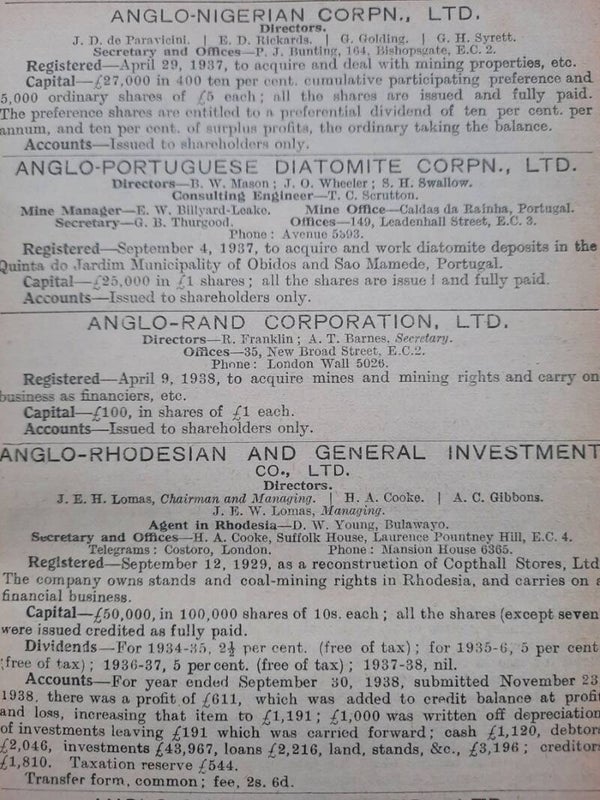 ANGLO-NIGERIAN CORPN., LTD.
Directors.
J. D. de Paravicini. | E. D. Rickards. | G. Golding. | G. H. Syrett.
Secretary and Offices—P. J. Bunting, 164, Bishopsgate, E.C. 2.
Registered—April 29, 1937, to acquire and deal with mining properties, etc.
Capital—£27,000 in 400 ten per cent. cumulative participating preference and
5,000 ordinary shares of £5 each; all the shares are issued and fully paid.
The preference shares are entitled to a preferential dividend of ten per cent. per
annum, and ten per cent. of surplus profits, the ordinary taking the balance.
Accounts—Issued to shareholders only.
ANGLO-PORTUGUESE DIATOMITE CORPN., LTD.
Directors—B. W. Mason; J. O. Wheeler; S. H. Swallow.
Consulting Engineer—T. C. Scrutton.
Mine Manager—E. W. Billyard-Leake. Mine Office—Caldas da Rainha, Portugal.
Secretary—G. B. Thurgood. Offices—149, Leadenhall Street, E.C. 3.
Phone: Avenue 5893.
Registered—September 4, 1937, to acquire and work diatomite deposits in the
Quinta do Jardim Municipality of Obidos and Sao Mamede, Portugal.
Capital—£25,000 in £1 shares; all the shares are issued and fully paid.
Accounts—Issued to shareholders only.
ANGLO-RAND CORPORATION, LTD.
Directors—R. Franklin; A. T. Barnes, Secretary.
Offices—35, New Broad Street, E.C.2.
Phone: London Wall 5026.
Registered—April 9, 1938, to acquire mines and mining rights and carry on
business as financiers, etc.
Capital—£100, in shares of £1 each.
Accounts—Issued to shareholders only.
ANGLO-RHODESIAN AND GENERAL INVESTMENT
CO., LTD.
Directors.
J. E. H. Lomas, Chairman and Managing. | H. A. Cooke. | A. C. Gibbons.
J. E. W. Lomas, Managing.
Agent in Rhodesia—D. W. Young, Bulawayo.
Secretary and Offices—H. A. Cooke, Suffolk House, Laurence Pountney Hill, E.C. 4.
Telegrams: Costoro, London. Phone: Mansion House 6365.
Registered—September 12, 1929, as a reconstruction of Copthall Stores, Ltd
The company owns stands and coal-mining rights in Rhodesia, and carries on a
financial business.
Capital—£50,000, in 100,000 shares of 10s. each; all the shares (except seven
were issued credited as fully paid.
Dividends—For 1934-35, 2½ per cent. (free of tax); for 1935-6, 5 per cent
(free of tax); 1936-37, 5 per cent. (free of tax); 1937-38, nil.
Accounts—For year ended September 30, 1938, submitted November 23
1938, there was a profit of £611, which was added to credit balance at profit
and loss, increasing that item to £1,191; £1,000 was written off depreciation
of investments leaving £191 which was carried forward; cash £1,120, debtors
£2,046, investments £43,967, loans £2,216, land, stands, &c., £3,196; creditors
£1,810. Taxation reserve £544.
Transfer form, common; fee, 2s. 6d.